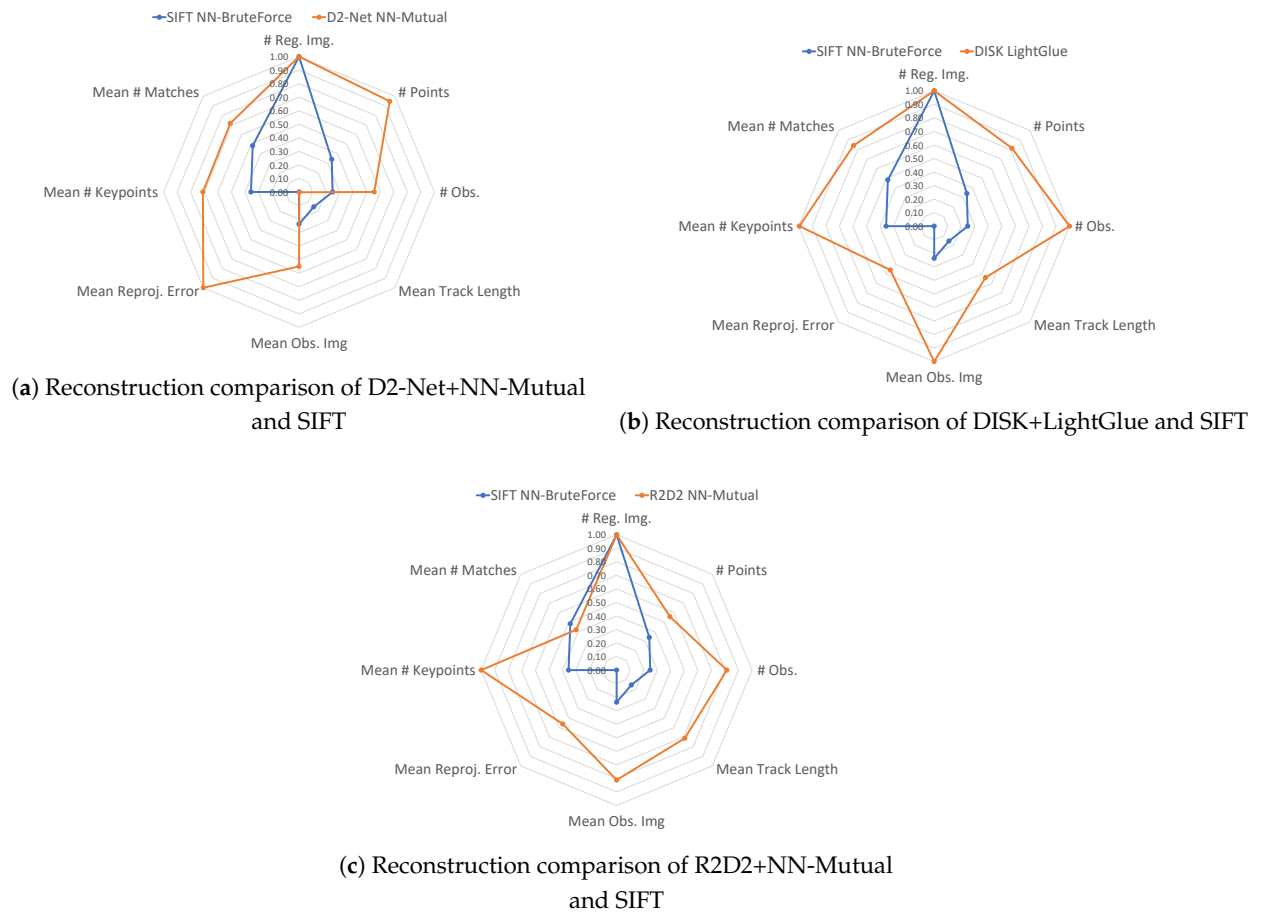 SIFT NN-BruteForce D2-Net NN-Mutual
# Reg. Img.
1.00
0.90
0.80
0.70
0.60
0.50
0.40
0.30
0.20
0.10
0.00
# Points
# Obs.
Mean Track Length
Mean Obs. Img
Mean Reproj. Error
Mean # Keypoints
Mean # Matches
(a) Reconstruction comparison of D2-Net+NN-Mutual
and SIFT
SIFT NN-BruteForce DISK LightGlue
# Reg. Img.
1.00
0.90
0.80
0.70
0.60
0.50
0.40
0.30
0.20
0.10
0.00
# Points
# Obs.
Mean Track Length
Mean Obs. Img
Mean Reproj. Error
Mean # Keypoints
Mean # Matches
(b) Reconstruction comparison of DISK+LightGlue and SIFT
SIFT NN-BruteForce R2D2 NN-Mutual
# Reg. Img.
1.00
0.90
0.80
0.70
0.60
0.50
0.40
0.30
0.20
0.10
0.00
# Points
# Obs.
Mean Track Length
Mean Obs. Img
Mean Reproj. Error
Mean # Keypoints
Mean # Matches
(c) Reconstruction comparison of R2D2+NN-Mutual
and SIFT